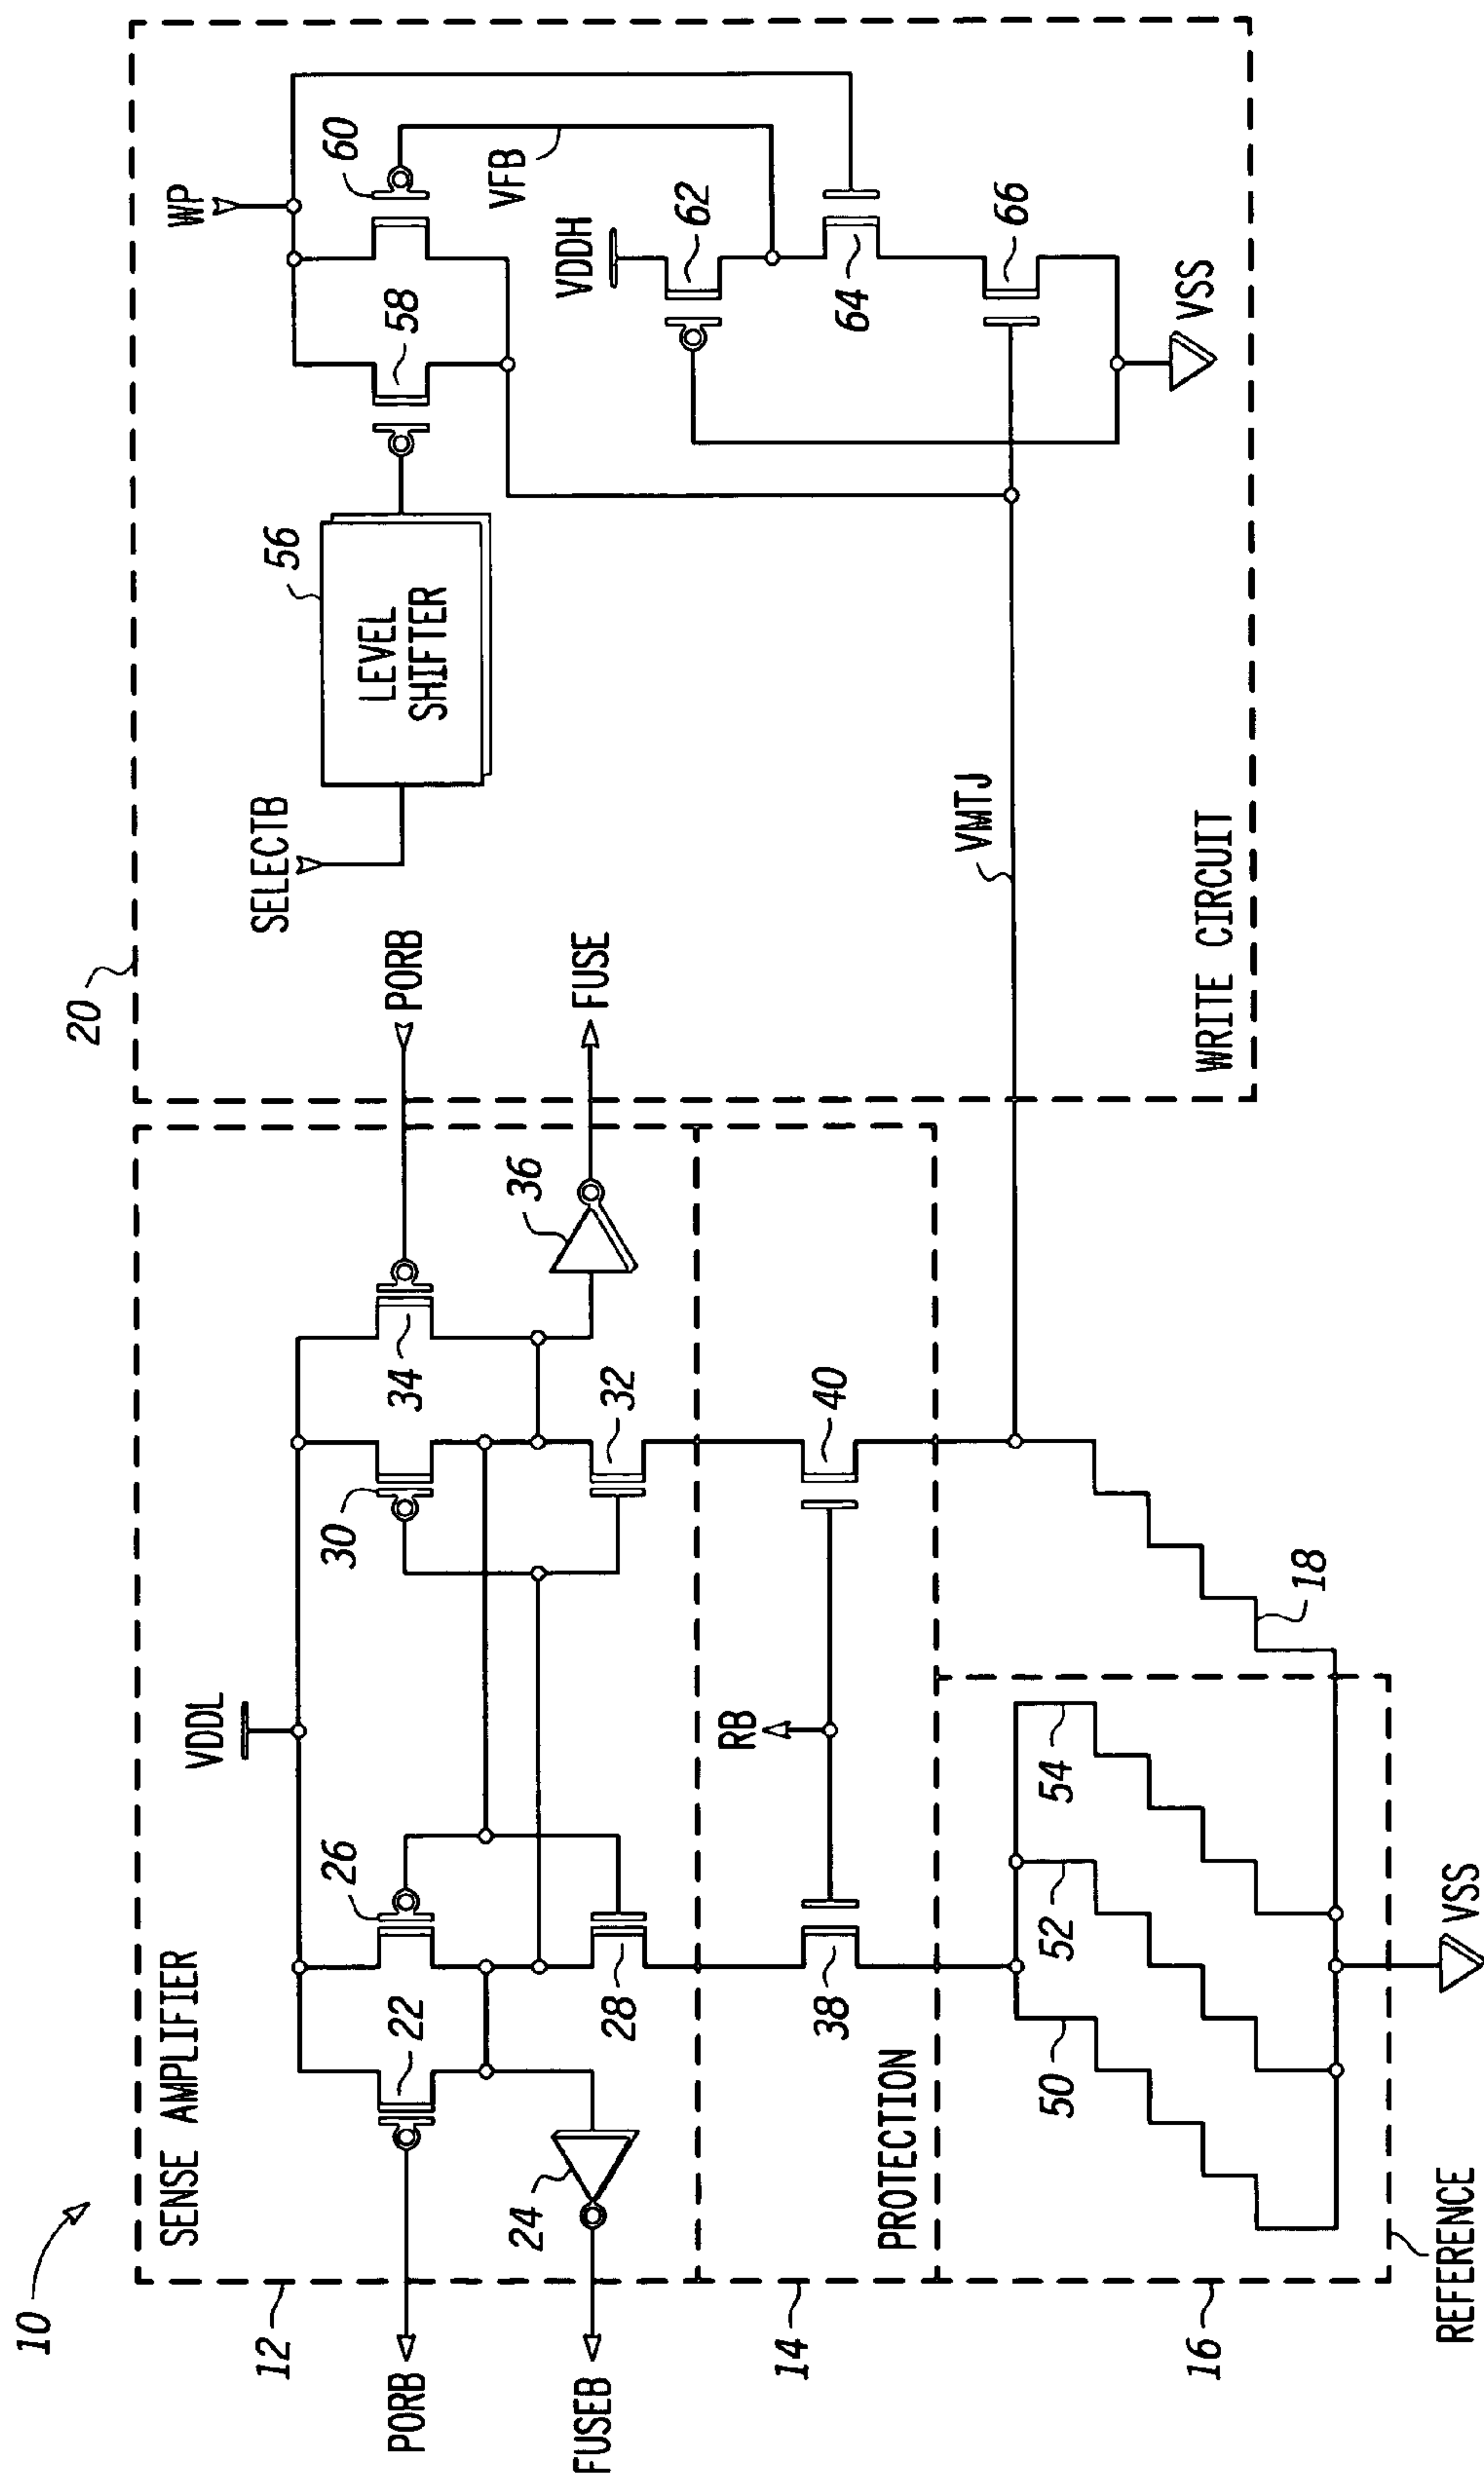 10
12
SENSE AMPLIFIER
VDDL
PORB
22
26
30
34
PORB
FUSEB
24
28
32
36
FUSE
14
PROTECTION
38
RB
40
16
REFERENCE
50
52
54
18
VSS
20
WRITE CIRCUIT
SELECTB
56
LEVEL
SHIFTER
58
WP
60
VFB
VDDH
62
64
66
VMTJ
VSS